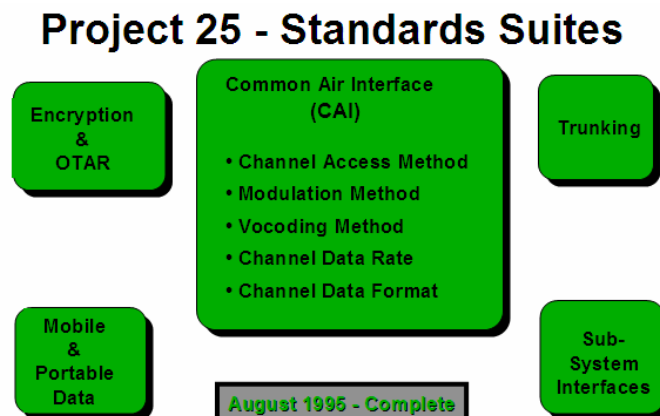 Project 25 - Standards Suites
Encryption
&
OTAR
Common Air Interface
(CAI)
• Channel Access Method
• Modulation Method
• Vocoding Method
• Channel Data Rate
• Channel Data Format
Trunking
Mobile
&
Portable
Data
Sub-
System
Interfaces
August 1995 - Complete